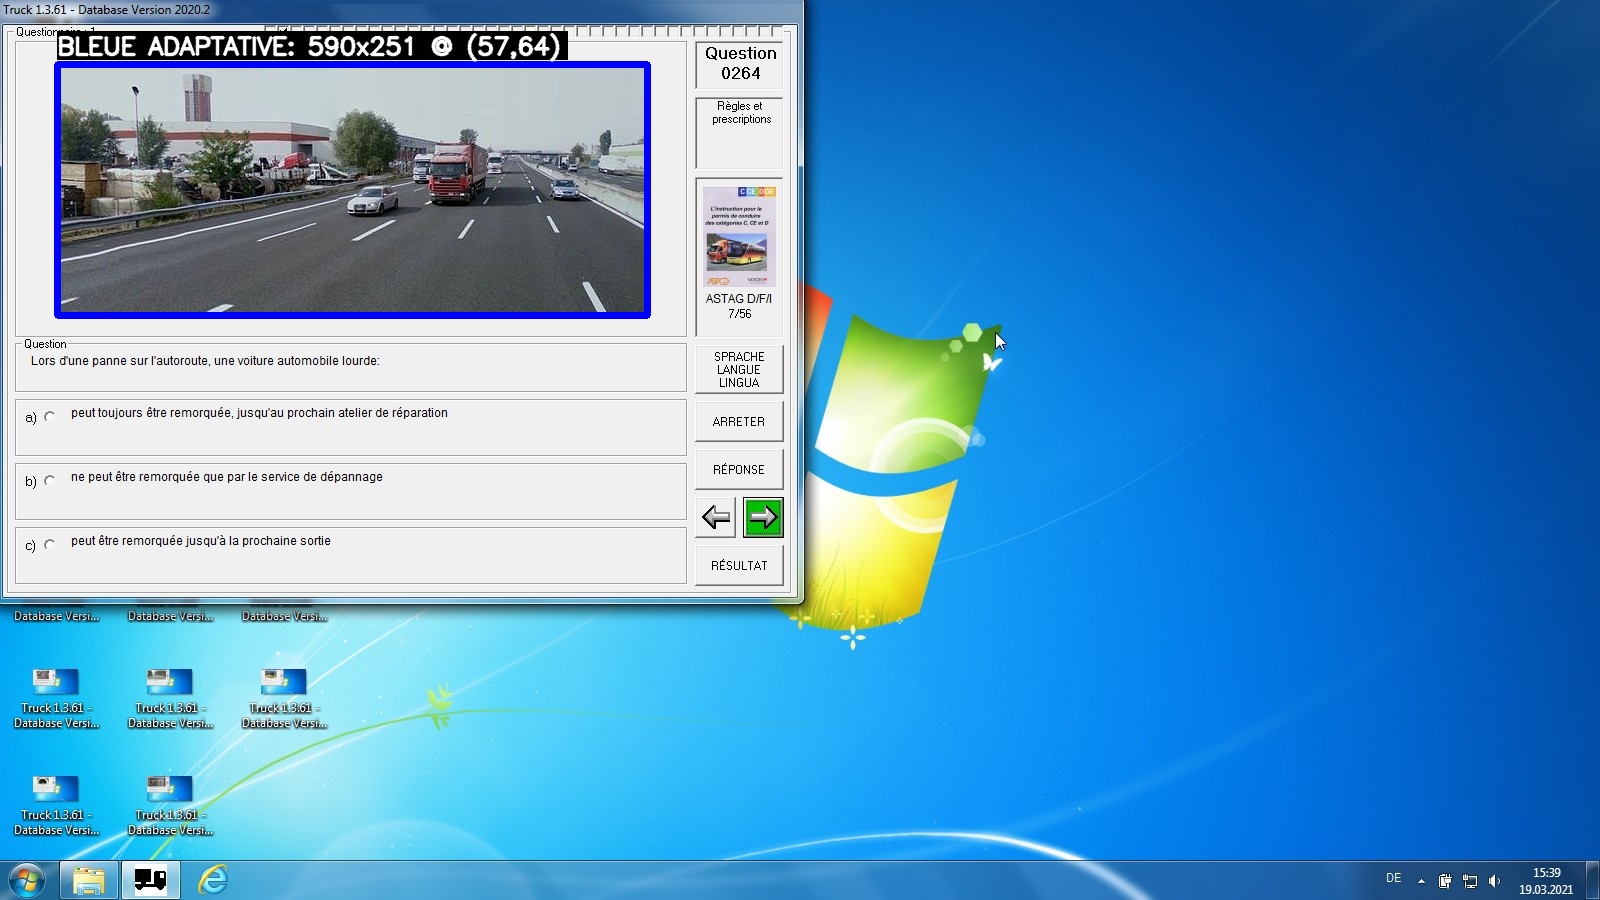 Truck 1.3.61 - Database Version 2020.2
BLEUE ADAPTATIVE: 590x251 @ (57,64)
Question
0264
Règles et
prescriptions
C CE D DE
L'instruction pour le
permis de conduire
des catégories C, CE et D
ASTAG D/F/I
7/56
Question
Lors d'une panne sur l'autoroute, une voiture automobile lourde:
SPRACHE
LANGUE
LINGUA
a) peut toujours être remorquée, jusqu'au prochain atelier de réparation
ARRETER
b) ne peut être remorquée que par le service de dépannage
RÉPONSE
c) peut être remorquée jusqu'à la prochaine sortie
RÉSULTAT
Database Versi...
Database Versi...
Database Versi...
Truck 1.3.61 -
Database Versi...
Truck 1.3.61 -
Database Versi...
Truck 1.3.61 -
Database Versi...
Truck 1.3.61 -
Database Versi...
Truck 1.3.61 -
Database Versi...
DE
15:39
19.03.2021